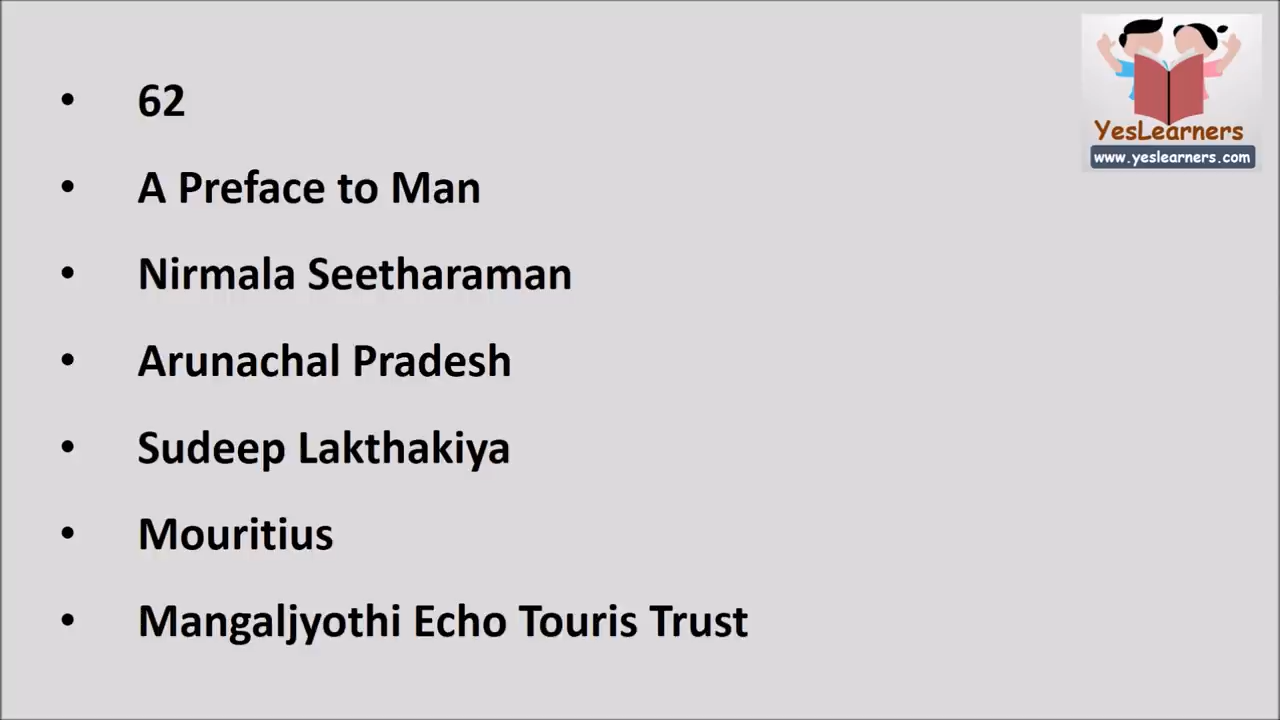 • 62
• A Preface to Man
• Nirmala Seetharaman
• Arunachal Pradesh
• Sudeep Lakthakiya
• Mouritius
• Mangaljyothi Echo Touris Trust
YesLearners
www.yeslearners.com